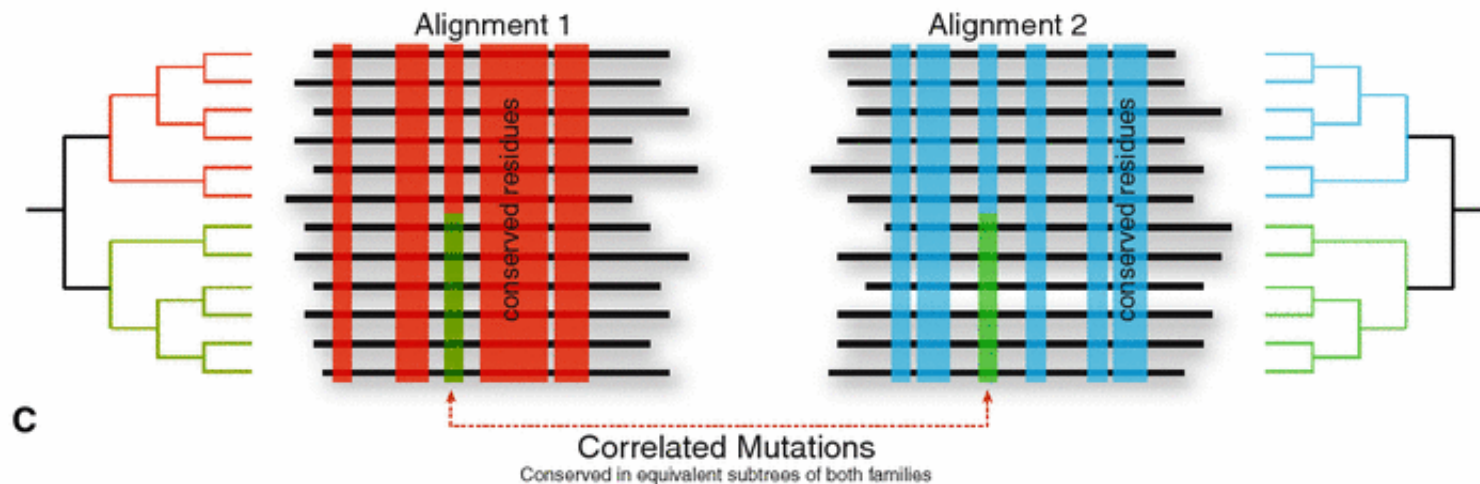 Alignment 1
Alignment 2
conserved residues
conserved residues
C
Correlated Mutations
Conserved in equivalent subtrees of both families